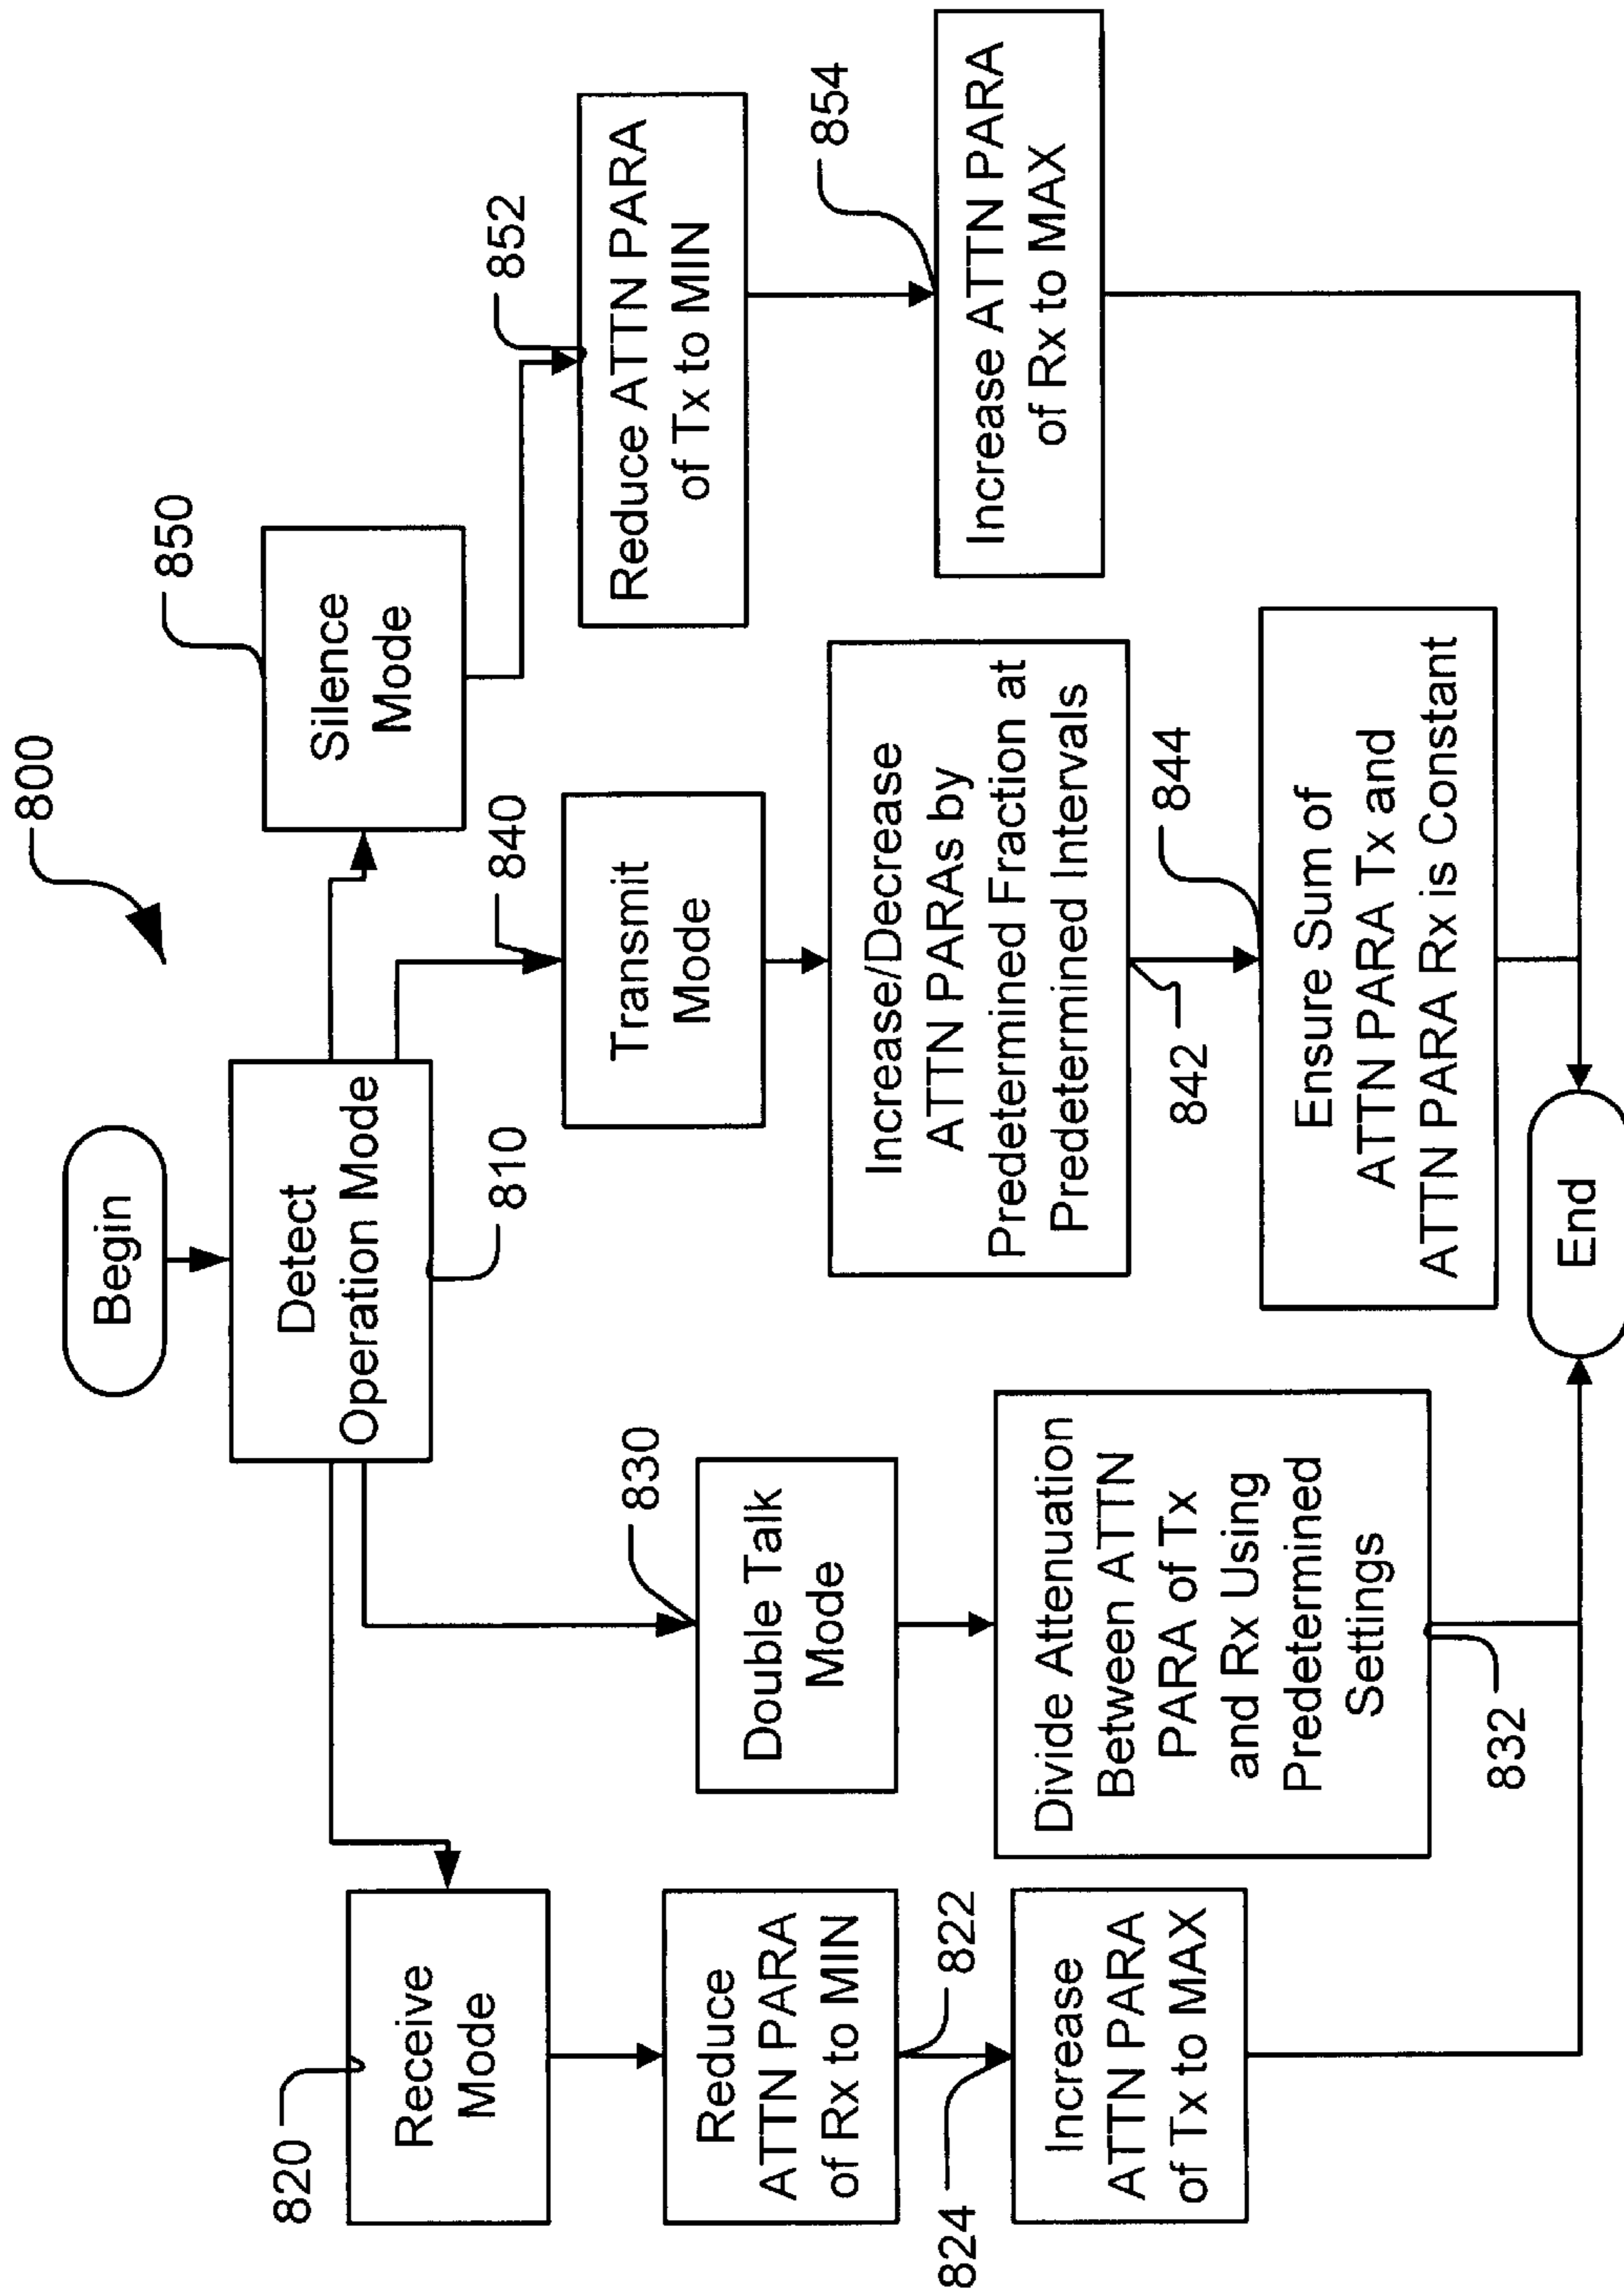 800
Begin
Detect
Operation Mode
810
820
Receive
Mode
Reduce
ATTN PARA
of Rx to MIN
822
824
Increase
ATTN PARA
of Tx to MAX
830
Double Talk
Mode
Divide Attenuation
Between ATTN
PARA of Tx
and Rx Using
Predetermined
Settings
832
840
Transmit
Mode
Increase/Decrease
ATTN PARAs by
Predetermined Fraction at
Predetermined Intervals
842
844
Ensure Sum of
ATTN PARA Tx and
ATTN PARA Rx is Constant
850
Silence
Mode
852
Reduce ATTN PARA
of Tx to MIN
854
Increase ATTN PARA
of Rx to MAX
End